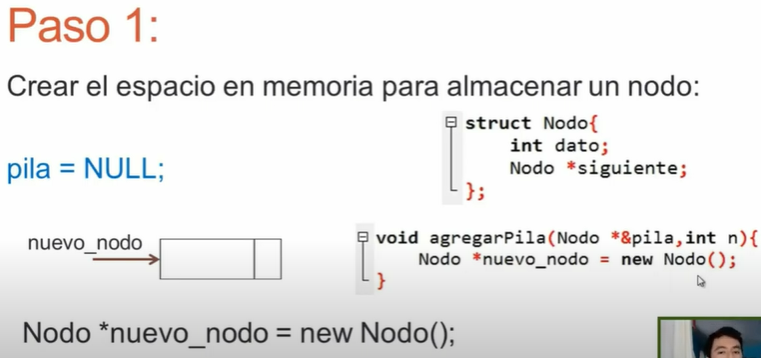 Paso 1:
Crear el espacio en memoria para almacenar un nodo:
struct Nodo{
int dato;
Nodo *siguiente;
};
pila = NULL;
nuevo_nodo
void agregarPila(Nodo *&pila,int n){
Nodo *nuevo_nodo = new Nodo();
}
Nodo *nuevo_nodo = new Nodo();